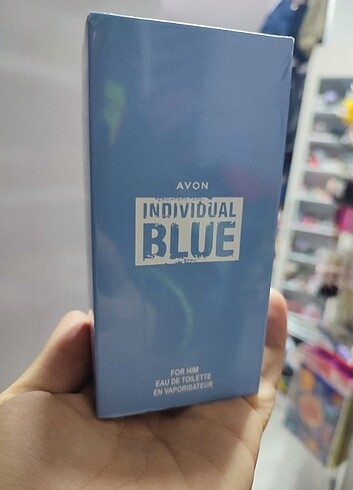 AVON
INDIVIDUAL
BLUE
FOR HIM
EAU DE TOILETTE
EN VAPORISATEUR